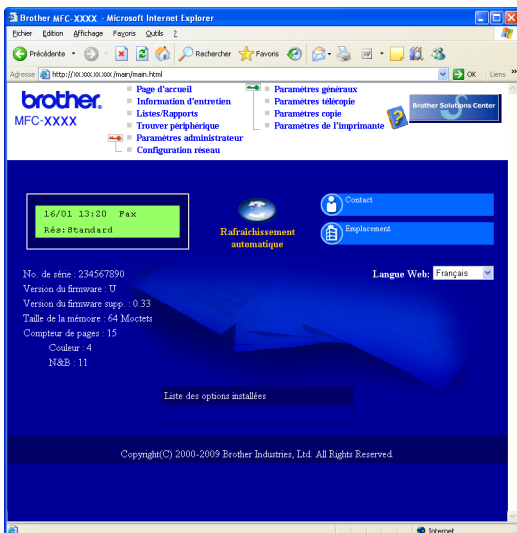 Brother MFC-XXXX - Microsoft Internet Explorer
Fichier Edition Affichage Favoris Outils ?
Précédente Rechercher Favoris
Adresse http://xx.xxx.xx.xxx/main/main.html OK Liens »
brother.
MFC-XXXX
Page d'accueil
Information d'entretien
Listes/Rapports
Trouver périphérique
Paramètres administrateur
Configuration réseau
Paramètres généraux
Paramètres télécopie
Paramètres copie
Paramètres de l'imprimante
Brother Solutions Center
16/01 13:20 Fax
Rés:Standard
Rafraîchissement
automatique
Contact
Emplacement
Langue Web: Français
No. de série : 234567890
Version du firmware : U
Version du firmware supp. : 0.33
Taille de la mémoire : 64 Moctets
Compteur de pages : 15
Couleur : 4
N&B : 11
Liste des options installées
Copyright(C) 2000-2009 Brother Industries, Ltd. All Rights Reserved.
Internet